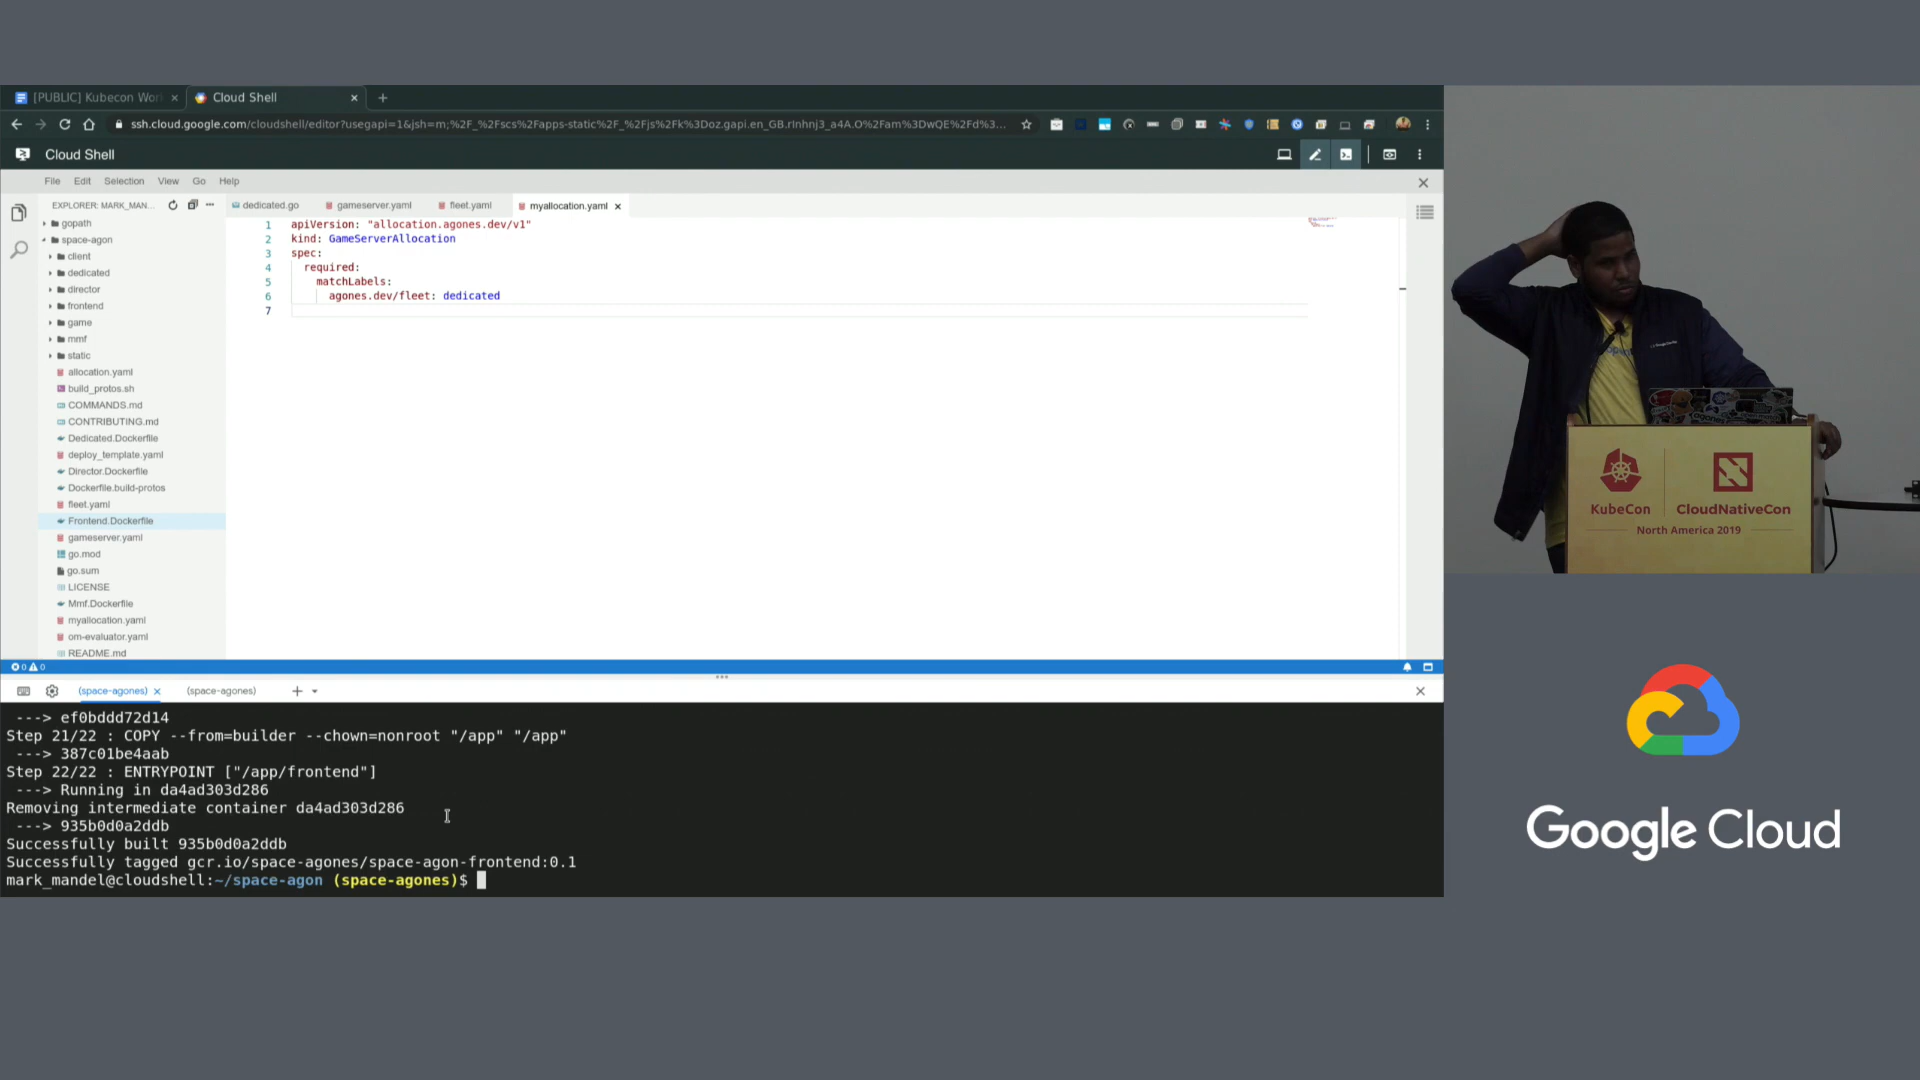 [PUBLIC] Kubecon Wor
Cloud Shell
ssh.cloud.google.com/cloudshell/editor?usegapi=1&jsh=m;%2F_%2Fscs%2Fapps-static%2F_%2Fjs%2Fk%3Doz.gapi.en_GB.rInhnj3_a4A.O%2Fam%3DwQE%2Fd%3...
Cloud Shell
File Edit Selection View Go Help
EXPLORER: MARK_MAN...
dedicated.go gameserver.yaml fleet.yaml myallocation.yaml
gopath
space-agon
client
dedicated
director
frontend
game
mmf
static
allocation.yaml
build_protos.sh
COMMANDS.md
CONTRIBUTING.md
Dedicated.Dockerfile
deploy_template.yaml
Director.Dockerfile
Dockerfile.build-protos
fleet.yaml
Frontend.Dockerfile
gameserver.yaml
go.mod
go.sum
LICENSE
Mmf.Dockerfile
myallocation.yaml
om-evaluator.yaml
README.md
1 apiVersion: "allocation.agones.dev/v1"
2 kind: GameServerAllocation
3 spec:
4 required:
5 matchLabels:
6 agones.dev/fleet: dedicated
7
0 0
(space-agones) (space-agones)
---> ef0bddd72d14
Step 21/22 : COPY --from=builder --chown=nonroot "/app" "/app"
---> 387c01be4aab
Step 22/22 : ENTRYPOINT ["/app/frontend"]
---> Running in da4ad303d286
Removing intermediate container da4ad303d286
---> 935b0d0a2ddb
Successfully built 935b0d0a2ddb
Successfully tagged gcr.io/space-agones/space-agon-frontend:0.1
mark_mandel@cloudshell:~/space-agon (space-agones)$
KubeCon CloudNativeCon
North America 2019
Google Cloud